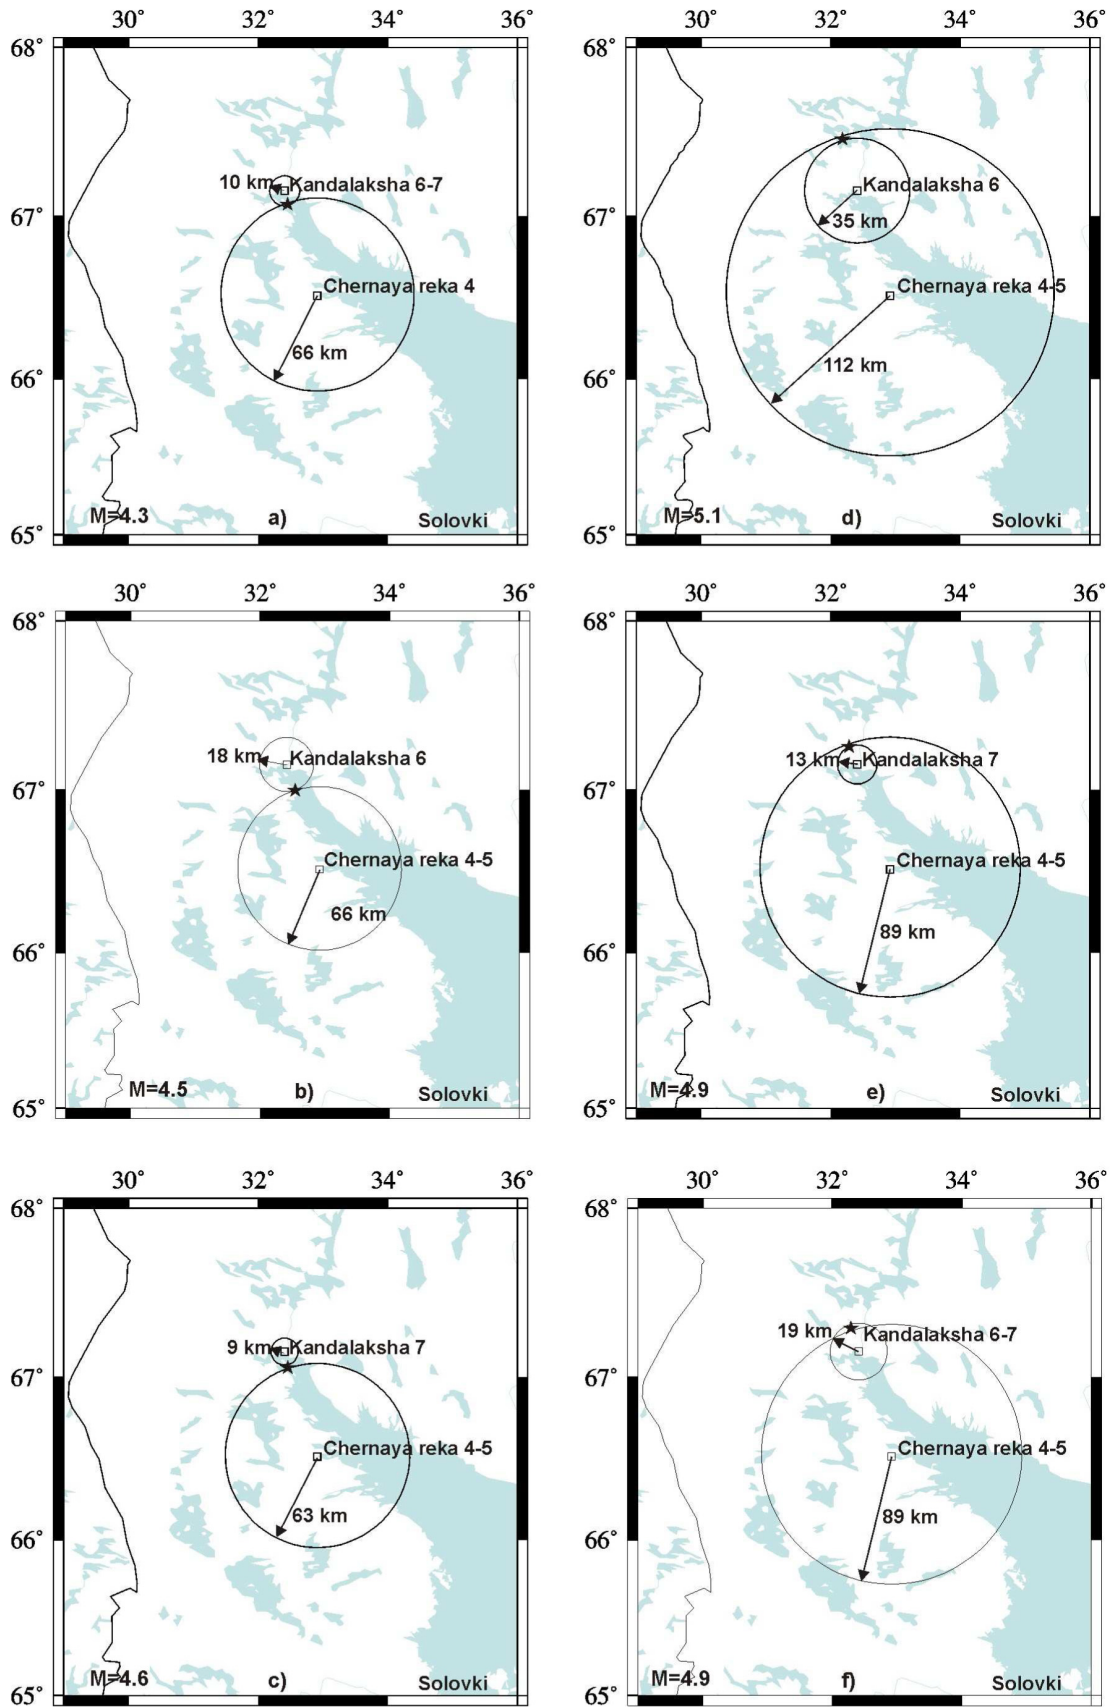 30° 32° 34° 36°
68°
10 km Kandalaksha 6-7
67°
Chernaya reka 4
66 km
66°
M=4.3 a) Solovki
65°
30° 32° 34° 36°
68°
Kandalaksha 6
35 km
67°
Chernaya reka 4-5
112 km
66°
M=5.1 d) Solovki
65°
30° 32° 34° 36°
68°
18 km Kandalaksha 6
67°
Chernaya reka 4-5
66 km
66°
M=4.5 b) Solovki
65°
30° 32° 34° 36°
68°
13 km Kandalaksha 7
67°
Chernaya reka 4-5
89 km
66°
M=4.9 e) Solovki
65°
30° 32° 34° 36°
68°
9 km Kandalaksha 7
67°
Chernaya reka 4-5
63 km
66°
M=4.6 c) Solovki
65°
30° 32° 34° 36°
68°
19 km Kandalaksha 6-7
67°
Chernaya reka 4-5
89 km
66°
M=4.9 f) Solovki
65°